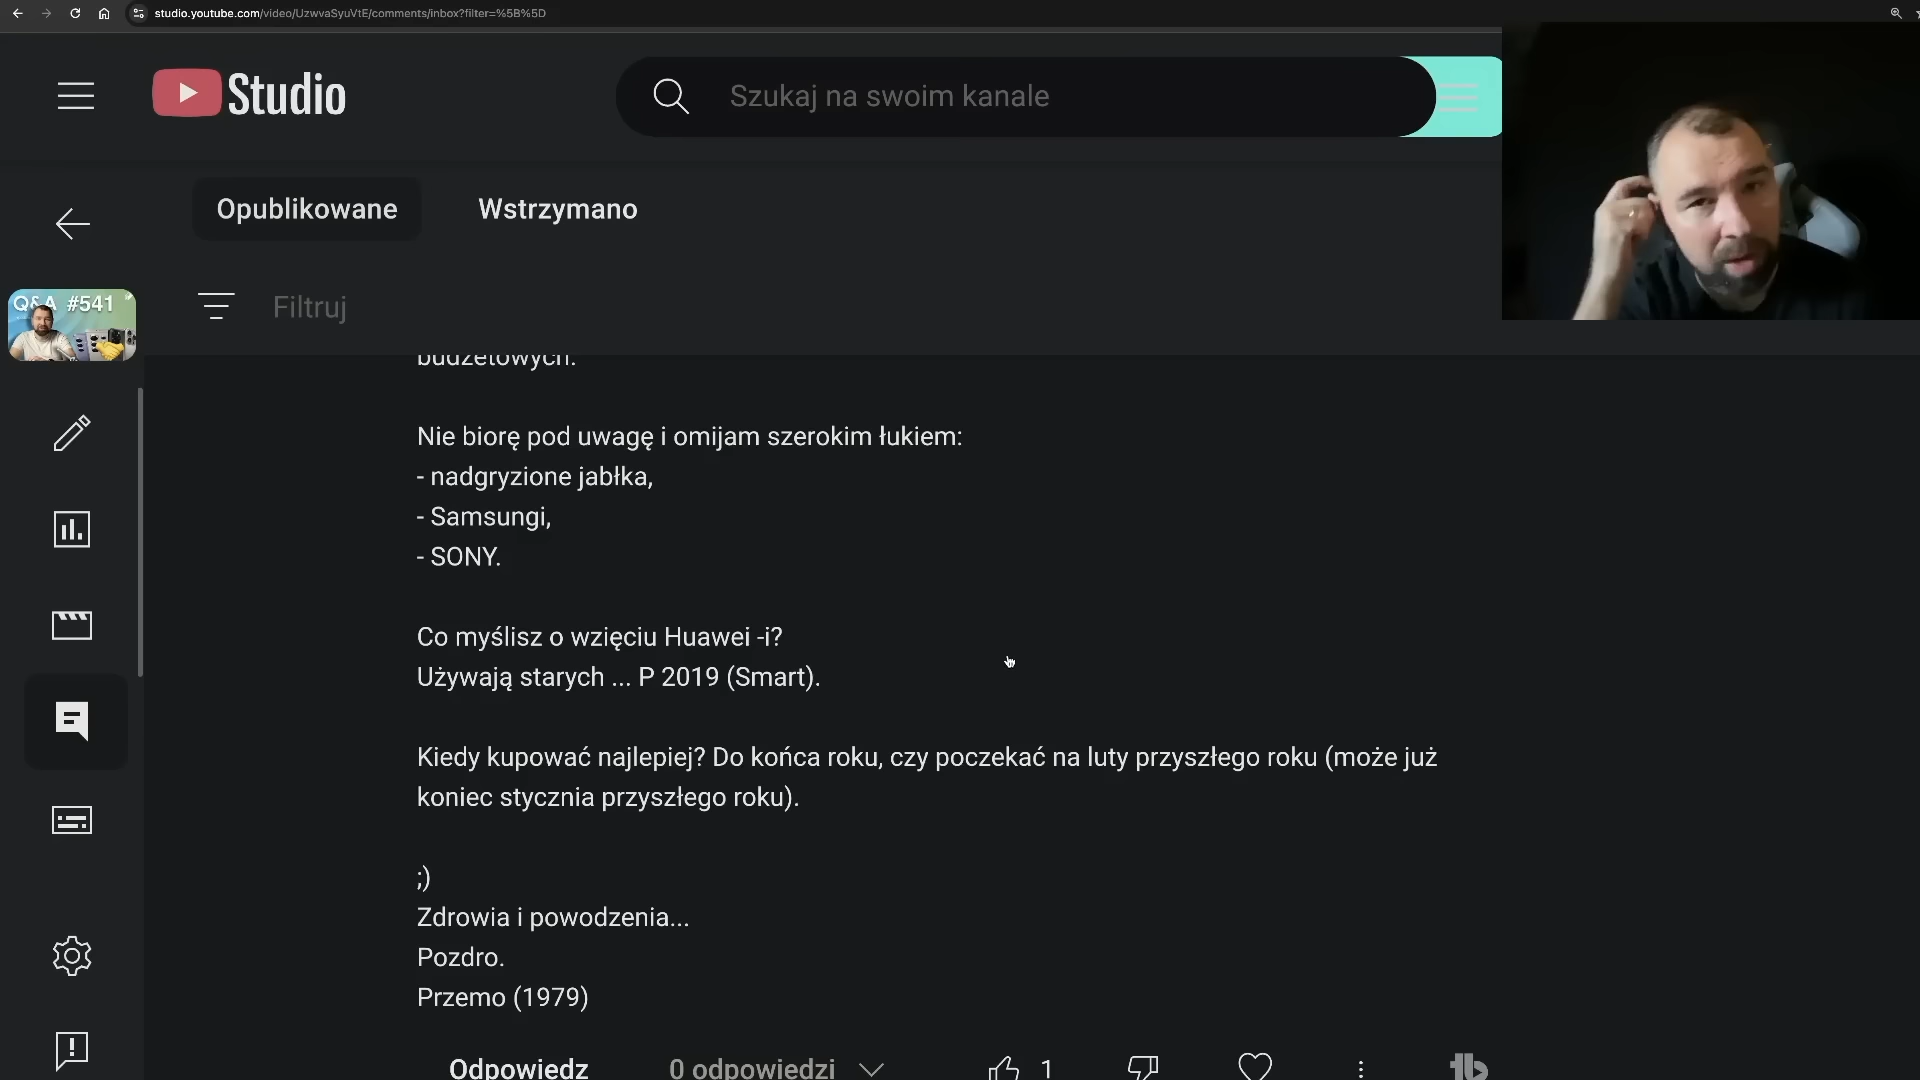 studio.youtube.com/video/UzwvaSyuVtE/comments/inbox?filter=%5B%5D
Studio
Szukaj na swoim kanale
Opublikowane
Wstrzymano
Q&A #541
Filtruj
budżetowych.
Nie biorę pod uwagę i omijam szerokim łukiem:
- nadgryzione jabłka,
- Samsungi,
- SONY.
Co myślisz o wzięciu Huawei -i?
Używają starych ... P 2019 (Smart).
Kiedy kupować najlepiej? Do końca roku, czy poczekać na luty przyszłego roku (może już
koniec stycznia przyszłego roku).
;)
Zdrowia i powodzenia...
Pozdro.
Przemo (1979)
Odpowiedz
0 odpowiedzi
1